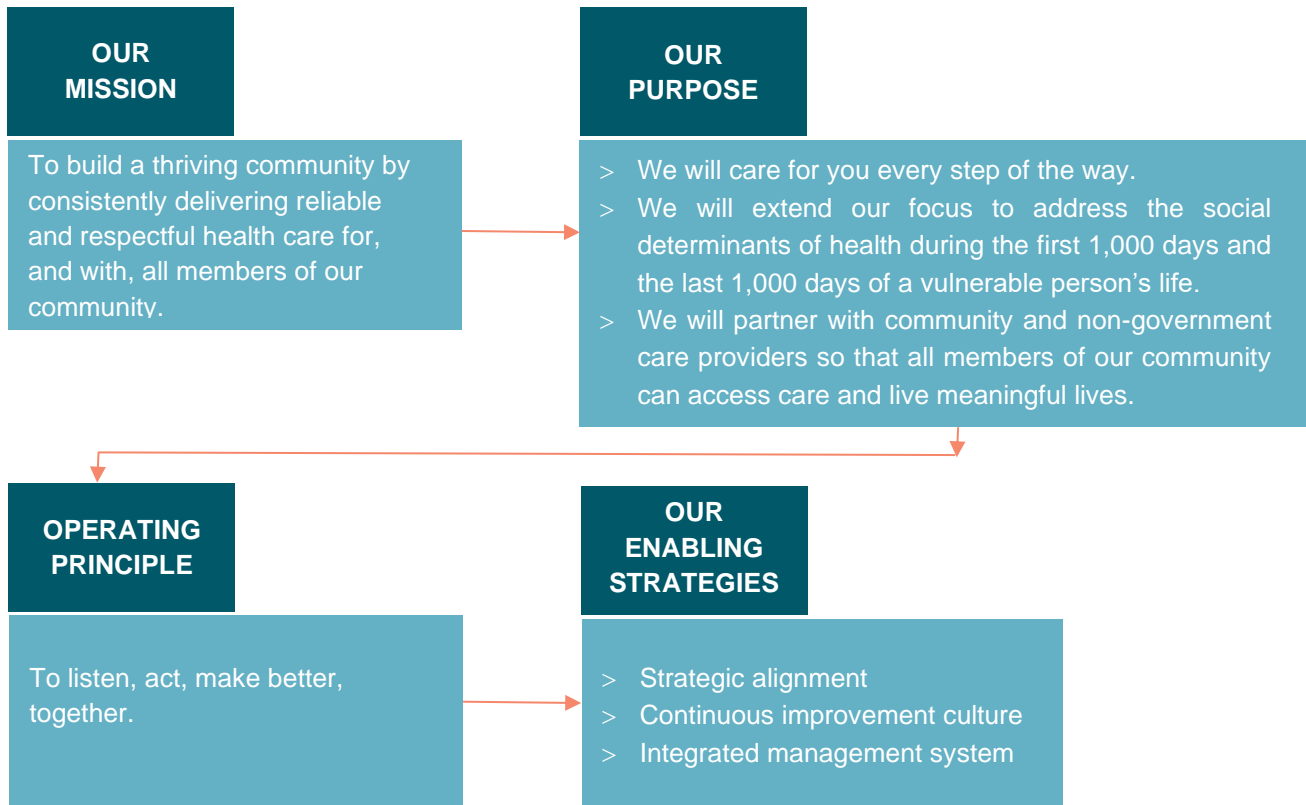 OUR
MISSION
To build a thriving community by
consistently delivering reliable
and respectful health care for,
and with, all members of our
community.
OUR
PURPOSE
> We will care for you every step of the way.
> We will extend our focus to address the social
determinants of health during the first 1,000 days and
the last 1,000 days of a vulnerable person’s life.
> We will partner with community and non-government
care providers so that all members of our community
can access care and live meaningful lives.
OPERATING
PRINCIPLE
To listen, act, make better,
together.
OUR
ENABLING
STRATEGIES
> Strategic alignment
> Continuous improvement culture
> Integrated management system